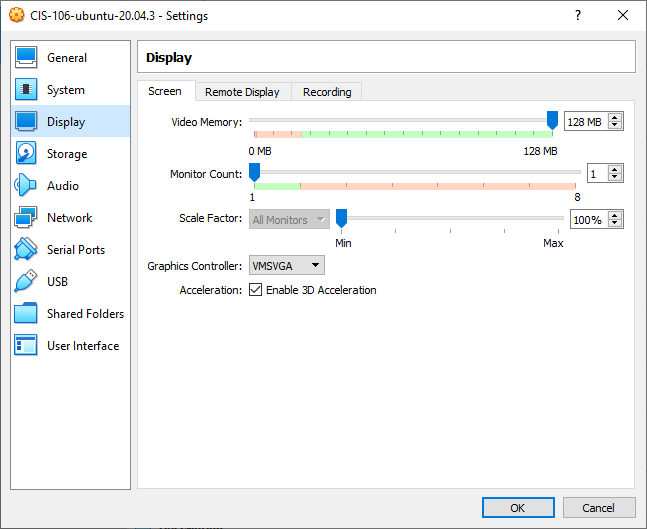 CIS-106-ubuntu-20.04.3 - Settings
?
General
System
Display
Storage
Audio
Network
Serial Ports
USB
Shared Folders
User Interface
Display
Screen Remote Display Recording
Video Memory: 128 MB
0 MB 128 MB
Monitor Count: 1
1 8
Scale Factor: All Monitors 100%
Min Max
Graphics Controller: VMSVGA
Acceleration: Enable 3D Acceleration
OK Cancel